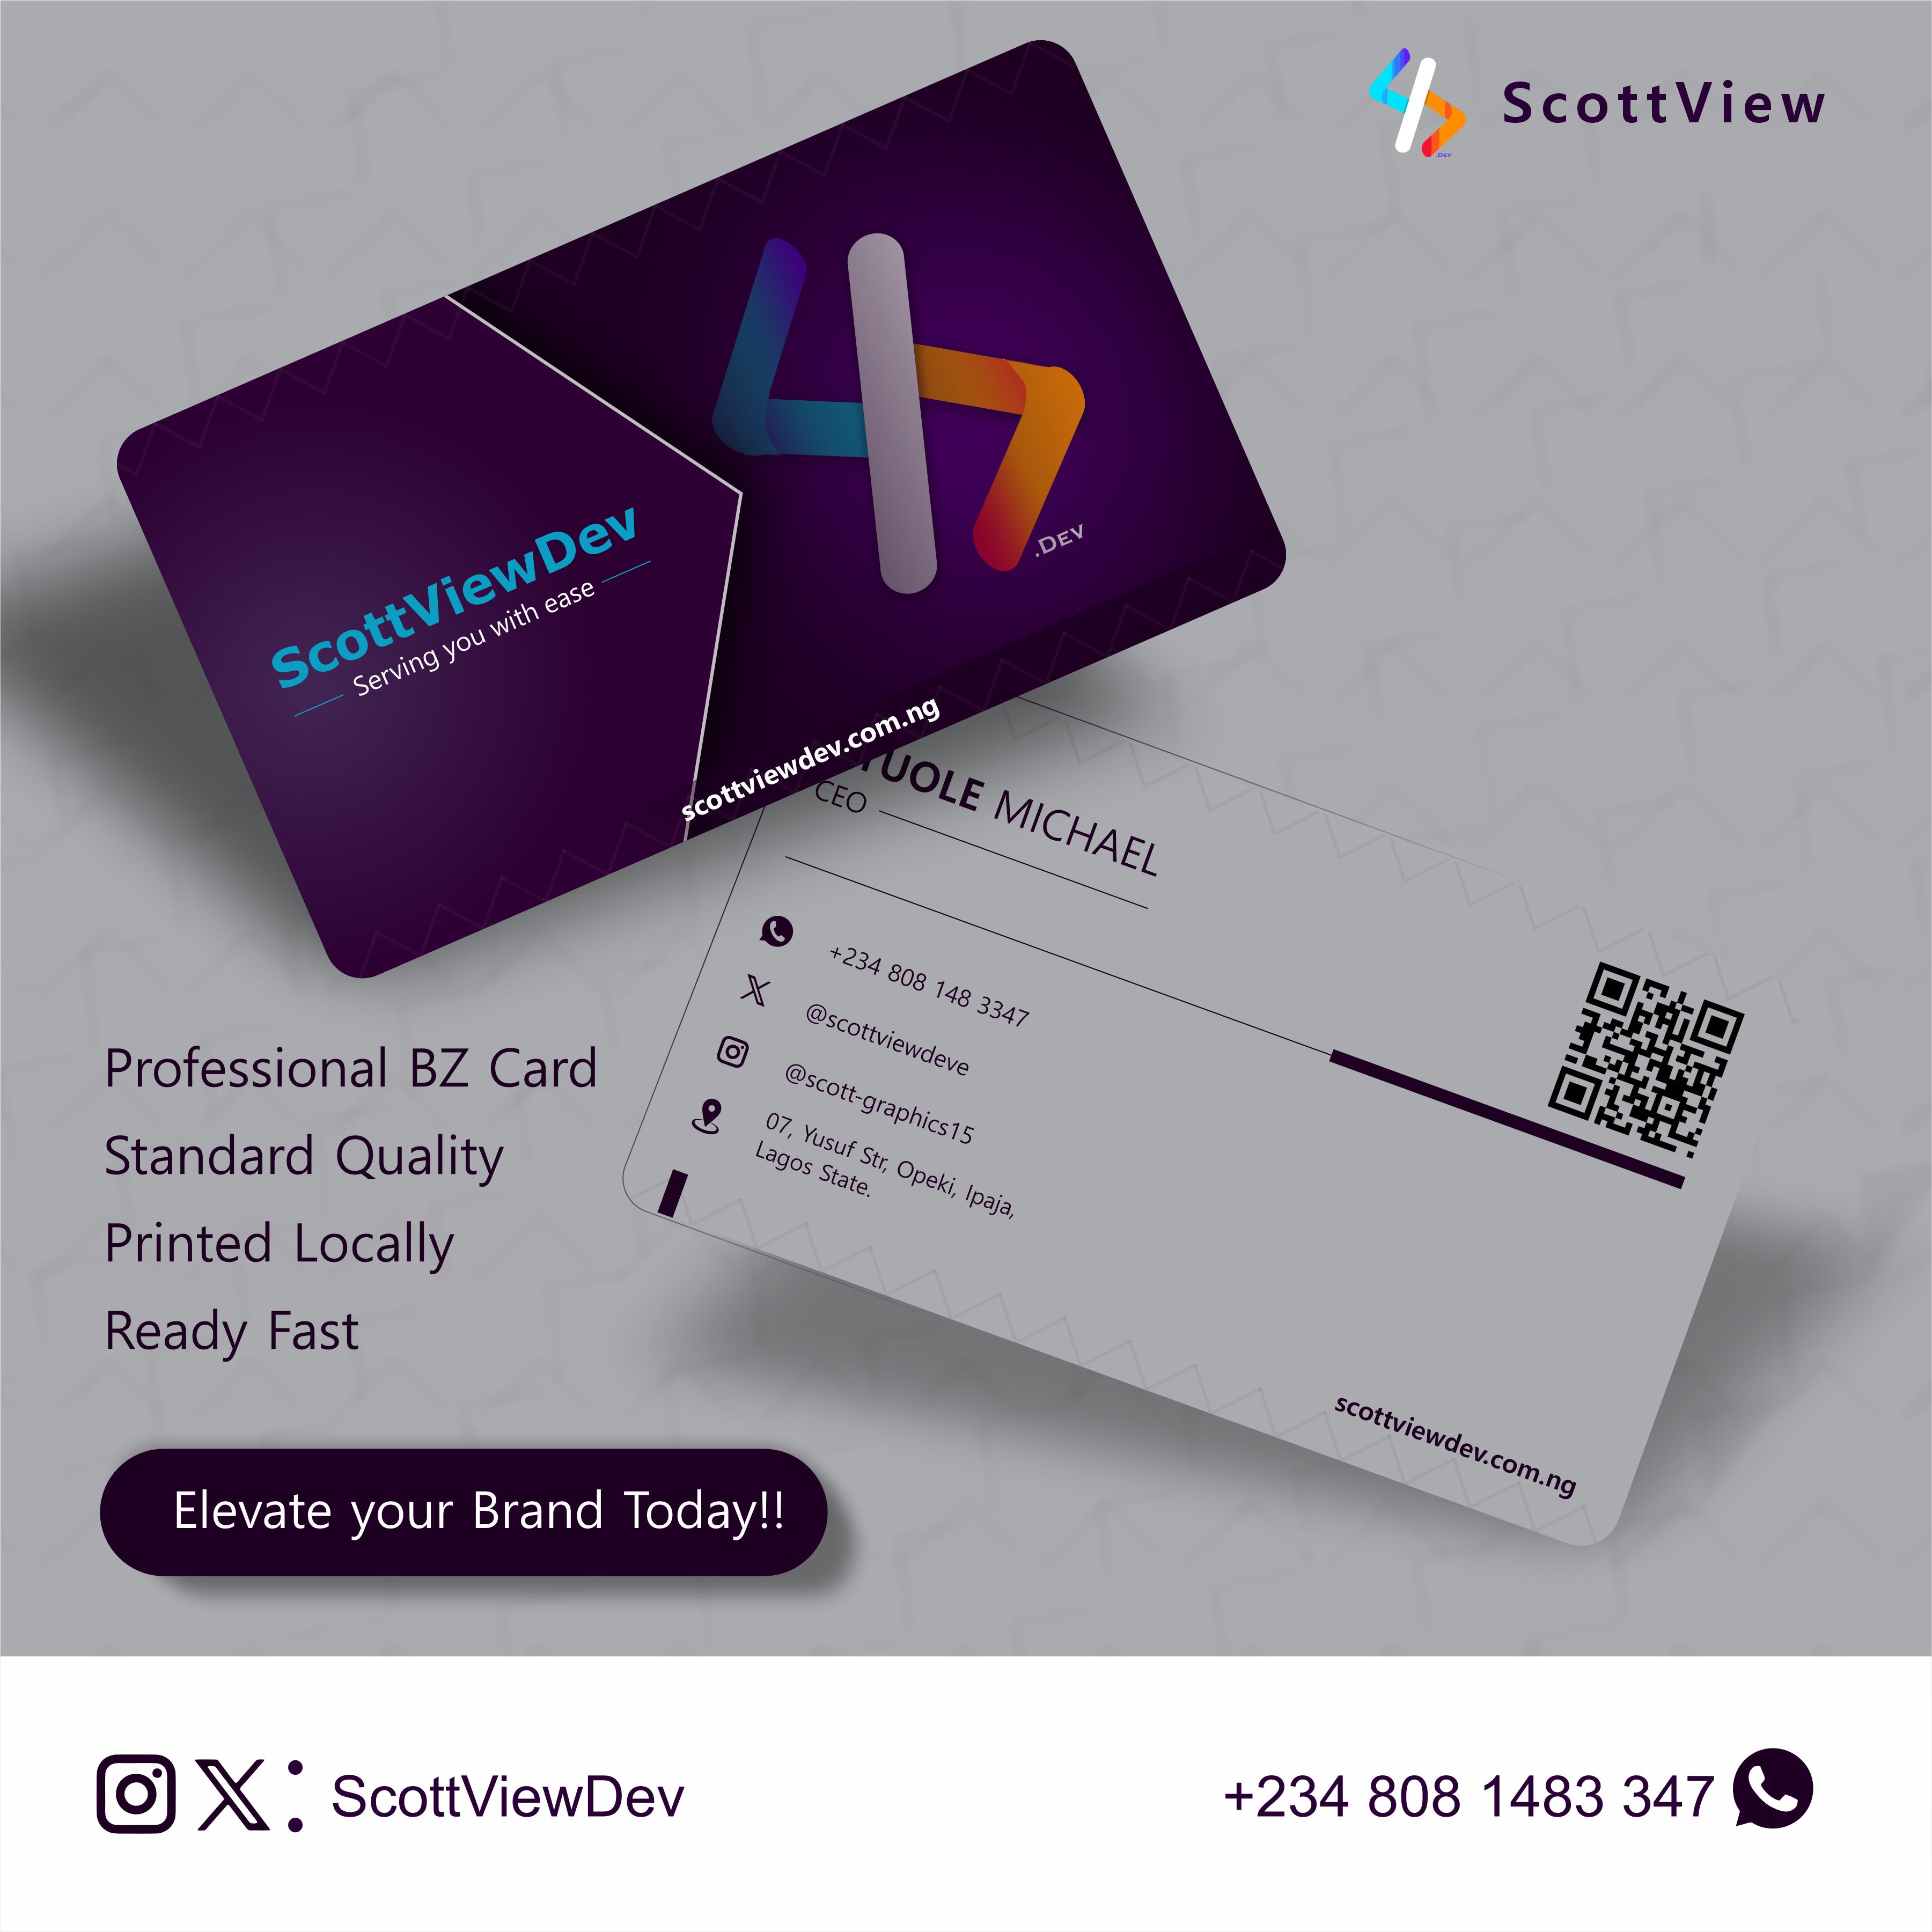 ScottView
.Dev
.Dev
ScottViewDev
Serving you with ease
scottviewdev.com.ng
MICHAEL
CEO
+234 808 148 3347
@scottviewdeve
@scott-graphics15
07, Yusuf Str, Opeki, Ipaja,
Lagos State.
scottviewdev.com.ng
Professional BZ Card
Standard Quality
Printed Locally
Ready Fast
Elevate your Brand Today!!
: ScottViewDev
+234 808 1483 347